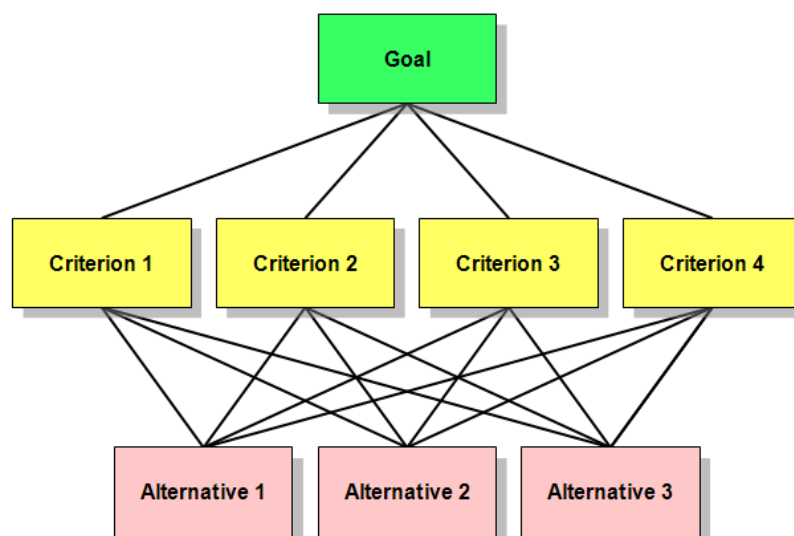 Goal
Criterion 1
Criterion 2
Criterion 3
Criterion 4
Alternative 1
Alternative 2
Alternative 3